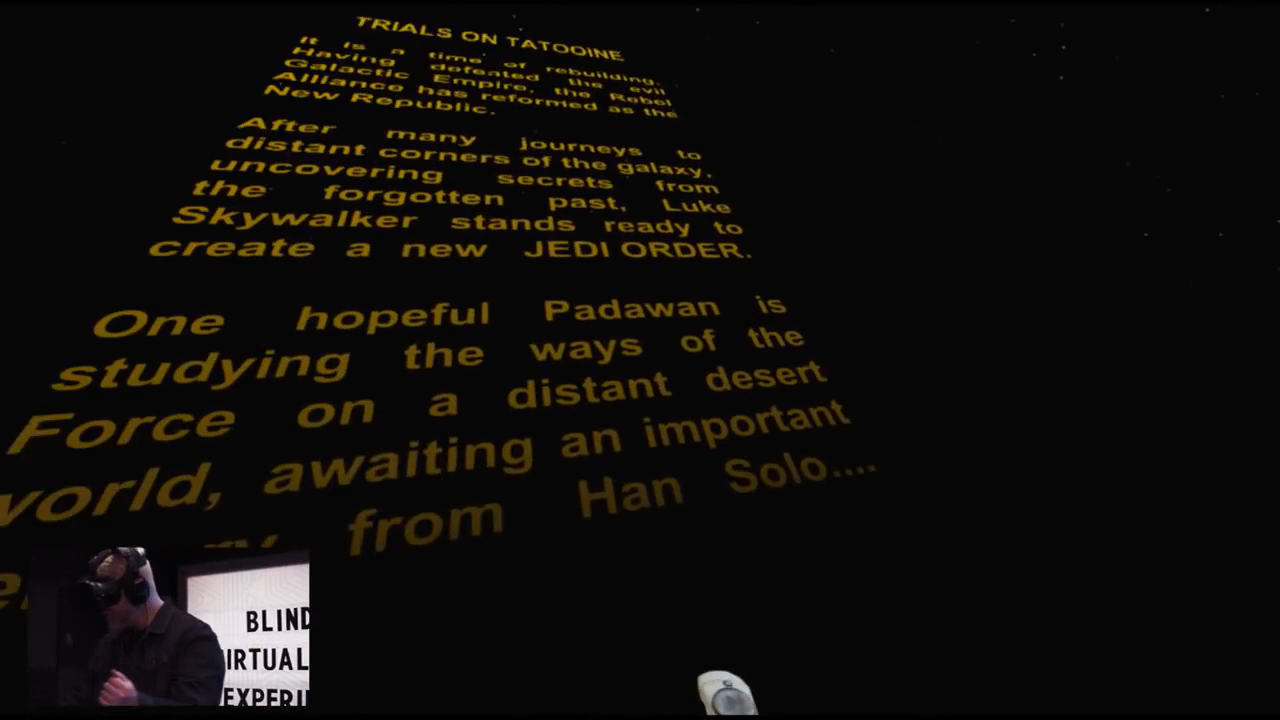 TRIALS ON TATOOINE
It is a time of rebuilding.
Having defeated the evil
Galactic Empire, the Rebel
Alliance has reformed as the
New Republic.
After many journeys to
distant corners of the galaxy,
uncovering secrets from
the forgotten past, Luke
Skywalker stands ready to
create a new JEDI ORDER.
One hopeful Padawan is
studying the ways of the
Force on a distant desert
world, awaiting an important
from Han Solo....
BLIND
VIRTUAL
EXPERI